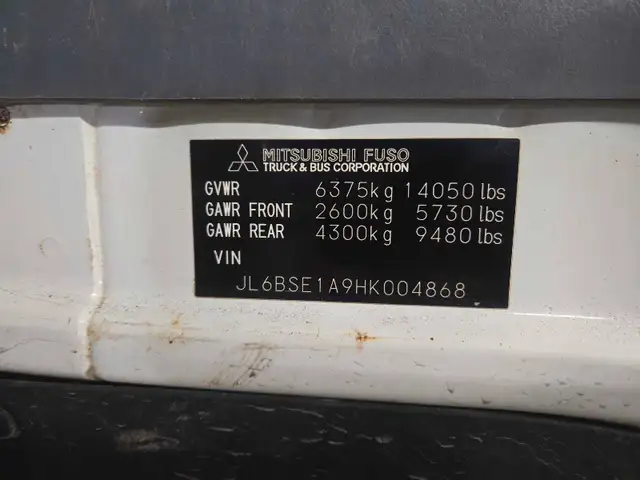 MITSUBISHI FUSO
TRUCK & BUS CORPORATION
GVWR 6375kg 14050 lbs
GAWR FRONT 2600kg 5730 lbs
GAWR REAR 4300kg 9480 lbs
VIN
JL6BSE1A9HK004868